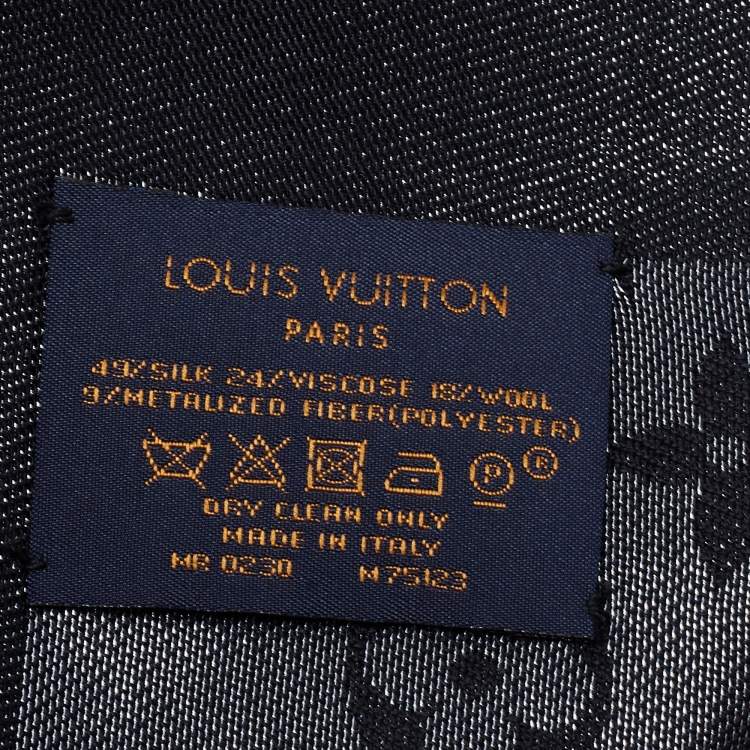 LOUIS VUITTON
PARIS
49%SILK 24%VISCOSE 18%WOOL
9%METALIZED FIBER(POLYESTER)
P R
DRY CLEAN ONLY
MADE IN ITALY
MR 0230 M75123